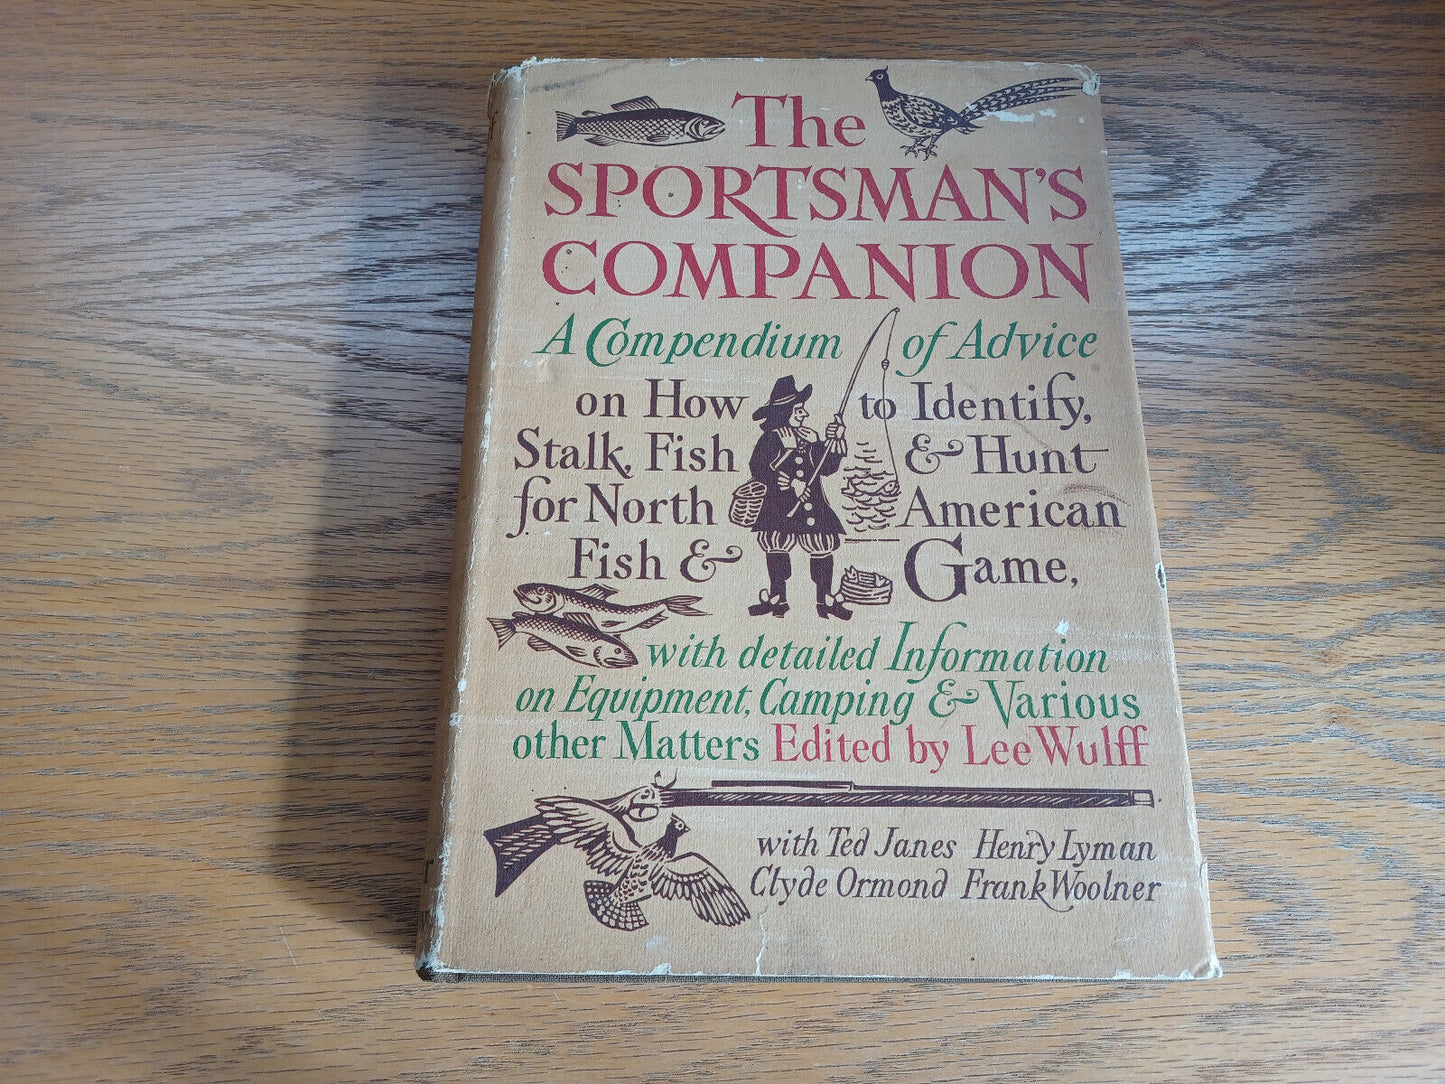 The
SPORTSMAN'S
COMPANION
A Compendium of Advice
on How to Identify,
Stalk, Fish & Hunt
for North American
Fish & Game,
with detailed Information
on Equipment, Camping & Various
other Matters Edited by Lee Wulff
with Ted Janes Henry Lyman
Clyde Ormond Frank Woolner